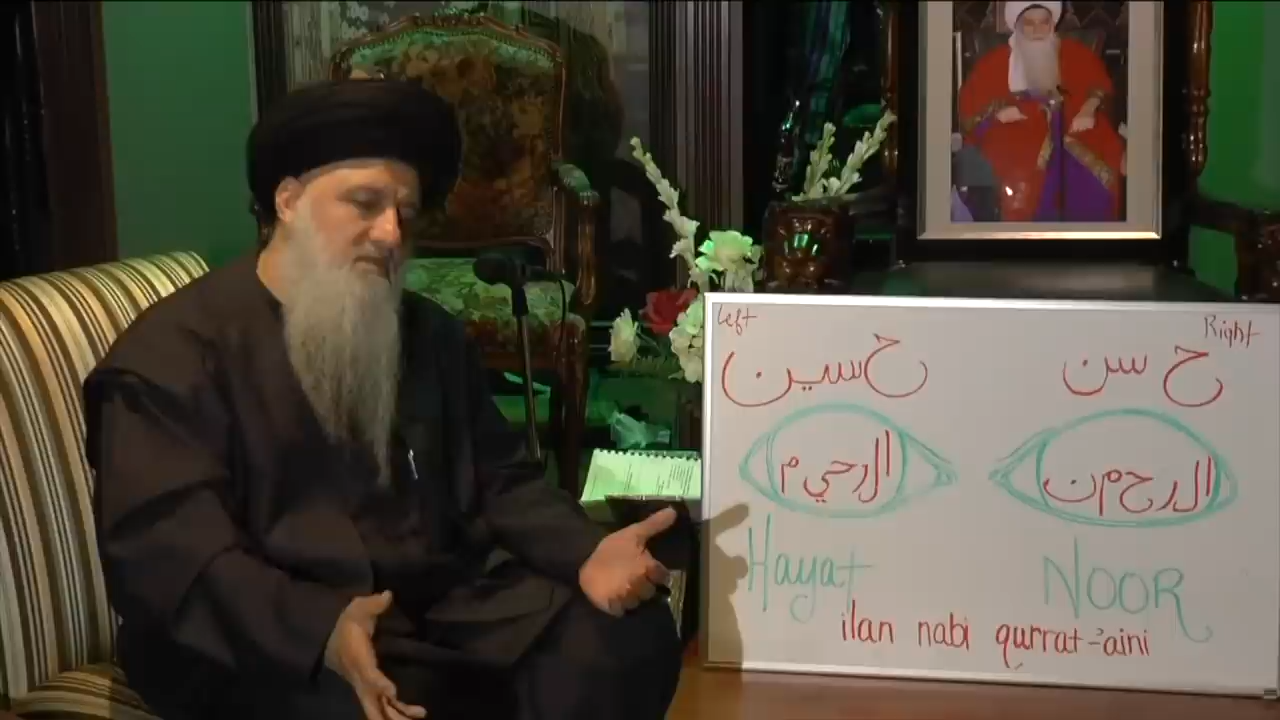 Left
Right
حسين
ح سن
الرحيم
الرحمن
Hayat
NOOR
ilan nabi qurrat-'aini